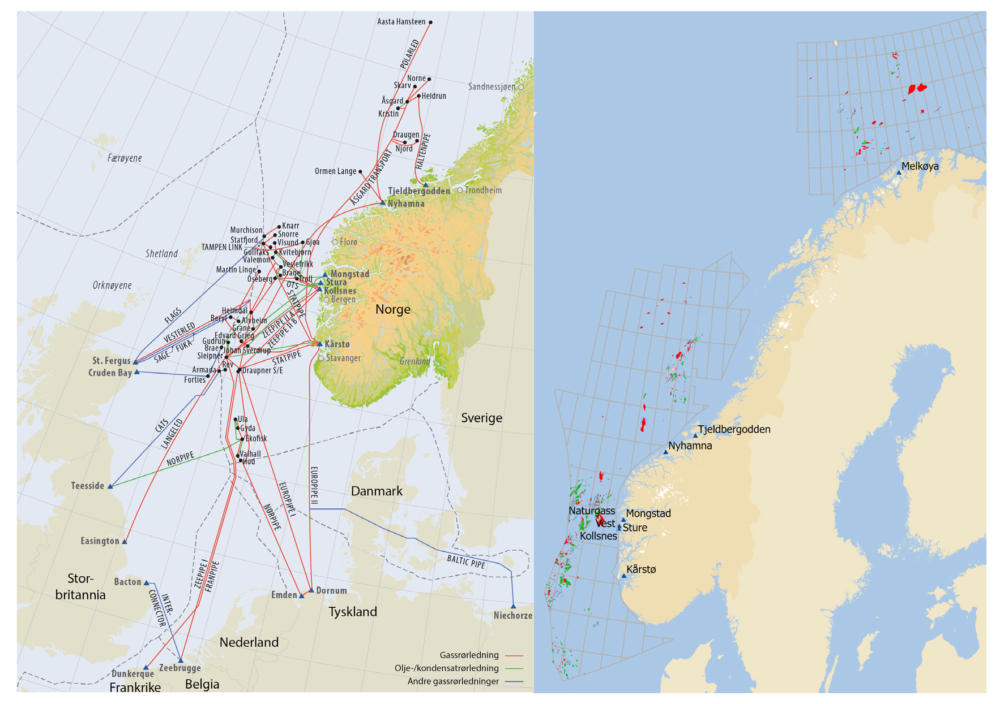 Aasta Hansteen
POLARLED
Norne
Skarv
Sandnessjøen
Heidrun
Åsgard
Kristin
Draugen
Njord
HALTENPIPE
Færøyene
Ormen Lange
ÅSGARD TRANSPORT
Tjeldbergodden
Trondheim
Nyhamna
Knarr
Murchison
Snorre
Statfjord
Visund
Gjøa
Florø
TAMPEN LINK
Gullfaks
Kvitebjørn
Valemon
Shetland
Veslefrikk
Martin Linge
Brage
Oseberg
Troll
Mongstad
Stura
Kollsnes
Bergen
OTS
STATPIPE
Orknøyene
FLAGS
Norge
Heimdal
Beryl
Alvheim
Grane
VESTERLED
ZEEPIPE II A
ZEEPIPE II B
Edvard Grieg
Gudrun
Brae
Johan Sverdrup
SAGE
FUKA
Sleipner
Kårstø
St. Fergus
Cruden Bay
STATPIPE
Stavanger
Grenland
Rev
Armada
Draupner S/E
Forties
Ula
Gyda
Sverige
CATS
LANGELED
Ekofisk
Valhall
Hod
NORPIPE
Teesside
EUROPIPE II
EUROPIPE I
Danmark
NORPIPE
Easington
BALTIC PIPE
Stor-
britannia
Bacton
ZEEPIPE I
FRANPIPE
INTER-
CONNECTOR
Emden
Dornum
Tyskland
Niechorze
Nederland
Dunkerque
Zeebrugge
Frankrike
Belgia
Gassrørledning
Olje-/kondensatrørledning
Andre gassrørledninger
Melkøya
Tjeldbergodden
Nyhamna
Naturgass
Vest
Mongstad
Sture
Kollsnes
Kårstø